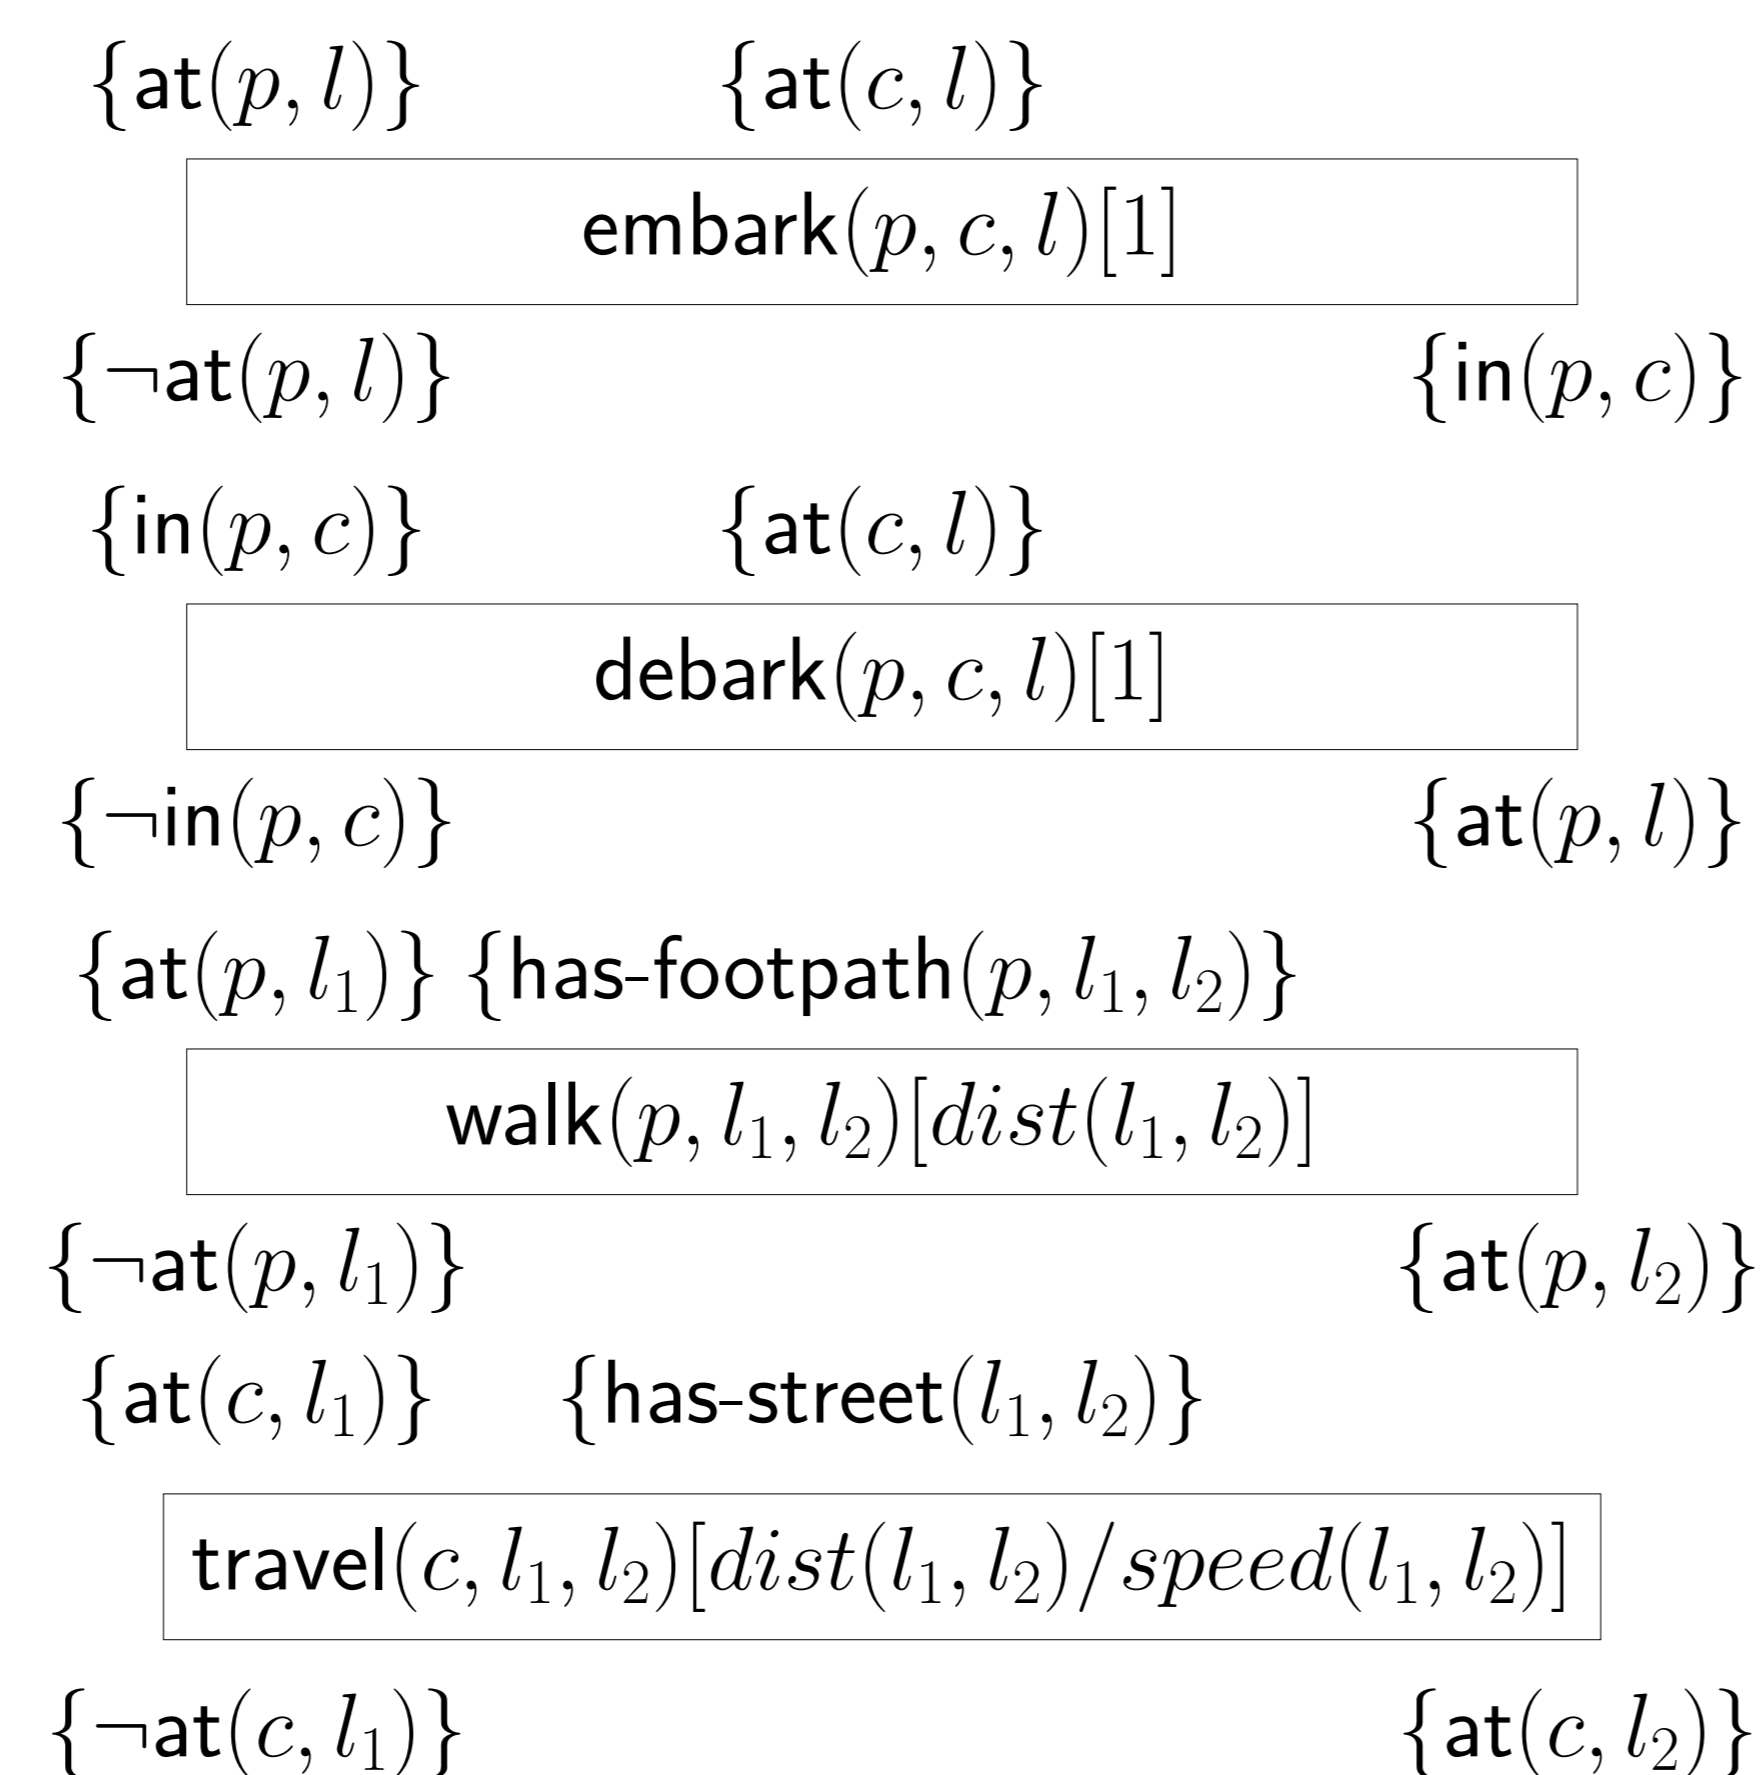 {at(p, l)} {at(c, l)}
embark(p, c, l)[1]
{¬at(p, l)} {in(p, c)}
{in(p, c)} {at(c, l)}
debark(p, c, l)[1]
{¬in(p, c)} {at(p, l)}
{at(p, l₁)} {has-footpath(p, l₁, l₂)}
walk(p, l₁, l₂)[dist(l₁, l₂)]
{¬at(p, l₁)} {at(p, l₂)}
{at(c, l₁)} {has-street(l₁, l₂)}
travel(c, l₁, l₂)[dist(l₁, l₂)/speed(l₁, l₂)]
{¬at(c, l₁)} {at(c, l₂)}